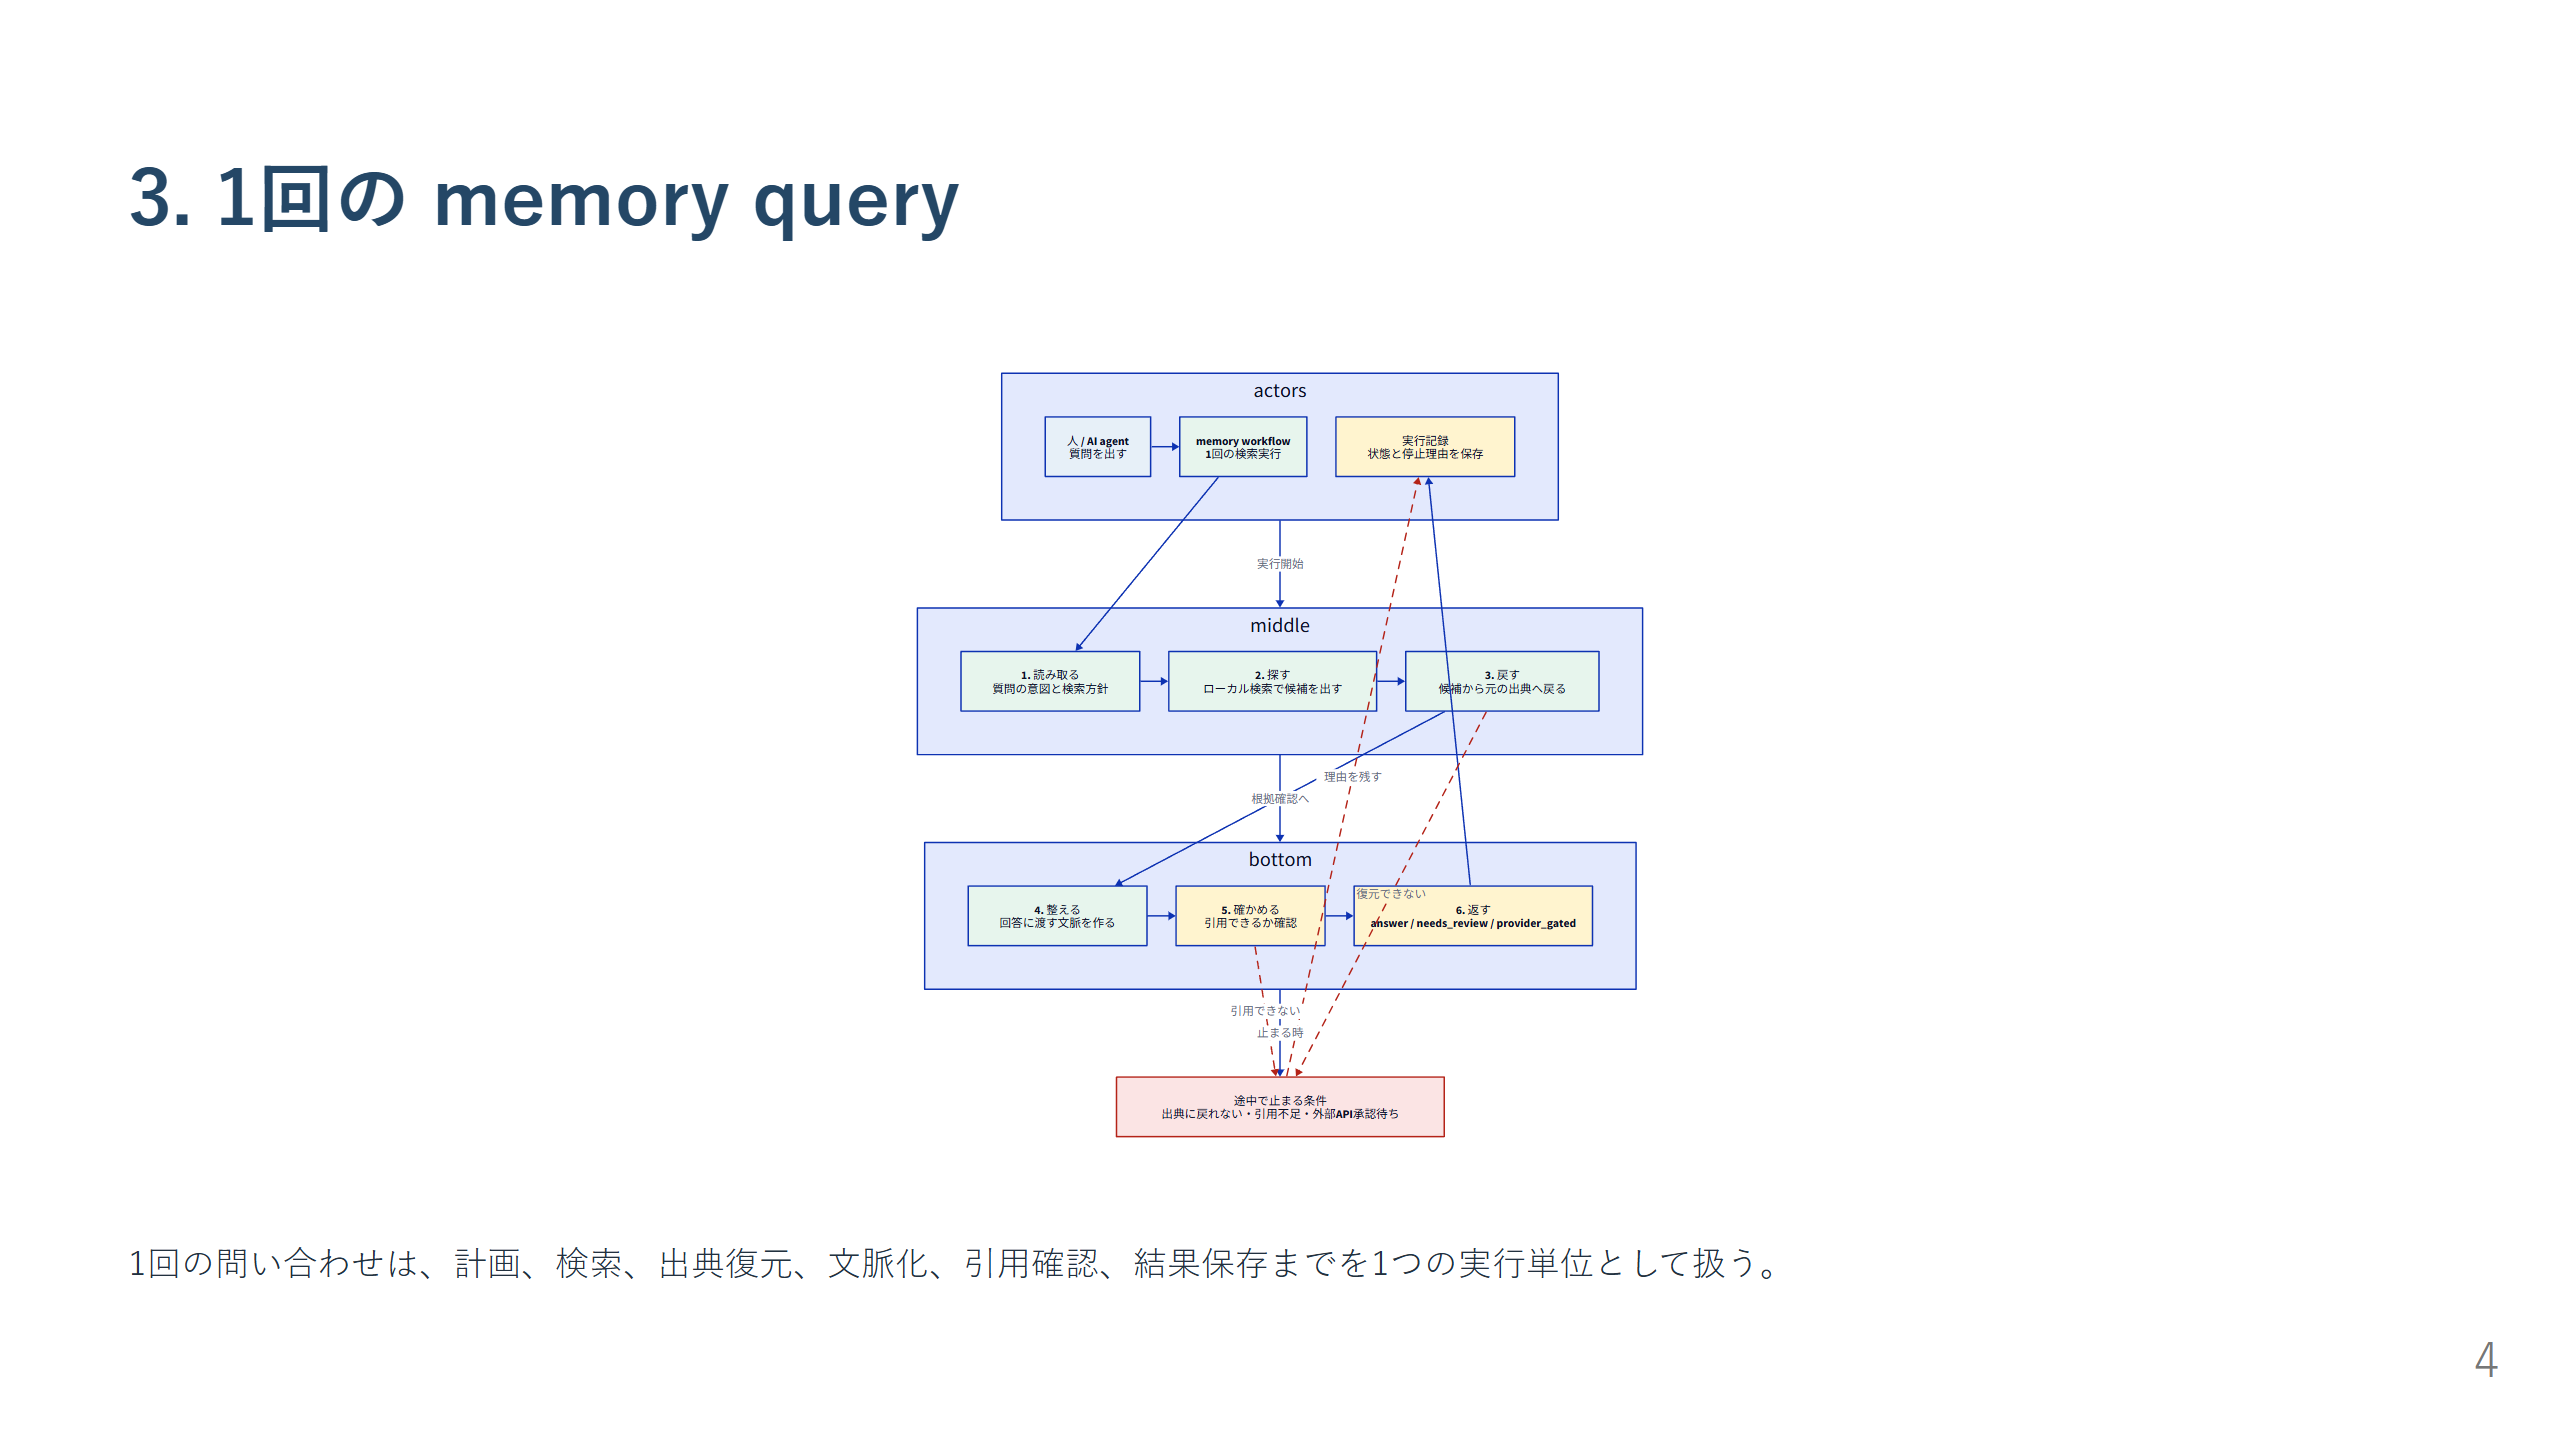 3. 1回の memory query
actors
人 / AI agent
質問を出す
memory workflow
1回の検索実行
実行記録
状態と停止理由を保存
実行開始
middle
1. 読み取る
質問の意図と検索方針
2. 探す
ローカル検索で候補を出す
3. 戻す
候補から元の出典へ戻る
理由を残す
根拠確認へ
bottom
4. 整える
回答に渡す文脈を作る
5. 確かめる
引用できるか確認
復元できない
6. 返す
answer / needs_review / provider_gated
引用できない
止まる時
途中で止まる条件
出典に戻れない・引用不足・外部API承認待ち
1回の問い合わせは、計画、検索、出典復元、文脈化、引用確認、結果保存までを1つの実行単位として扱う。
4